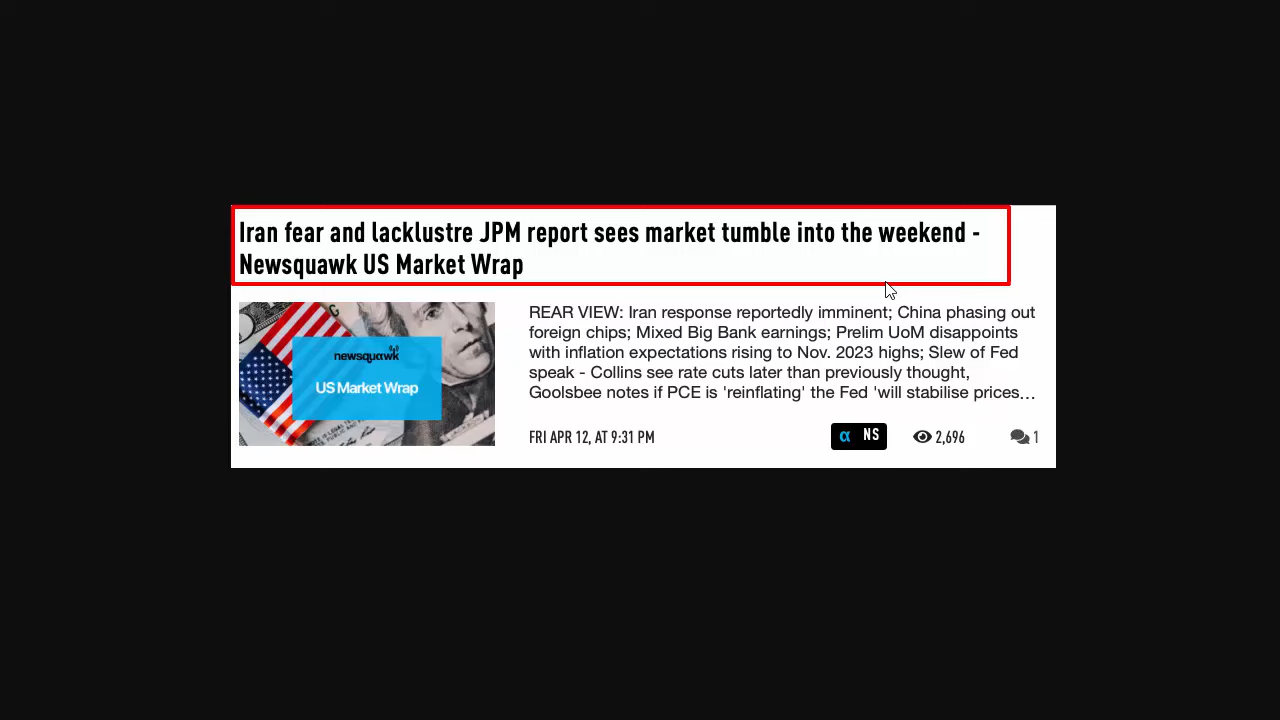 Iran fear and lacklustre JPM report sees market tumble into the weekend -
Newsquawk US Market Wrap
newsquawk
US Market Wrap
REAR VIEW: Iran response reportedly imminent; China phasing out
foreign chips; Mixed Big Bank earnings; Prelim UoM disappoints
with inflation expectations rising to Nov. 2023 highs; Slew of Fed
speak - Collins see rate cuts later than previously thought,
Goolsbee notes if PCE is 'reinflating' the Fed 'will stabilise prices...
FRI APR 12, AT 9:31 PM
α NS
2,696
1